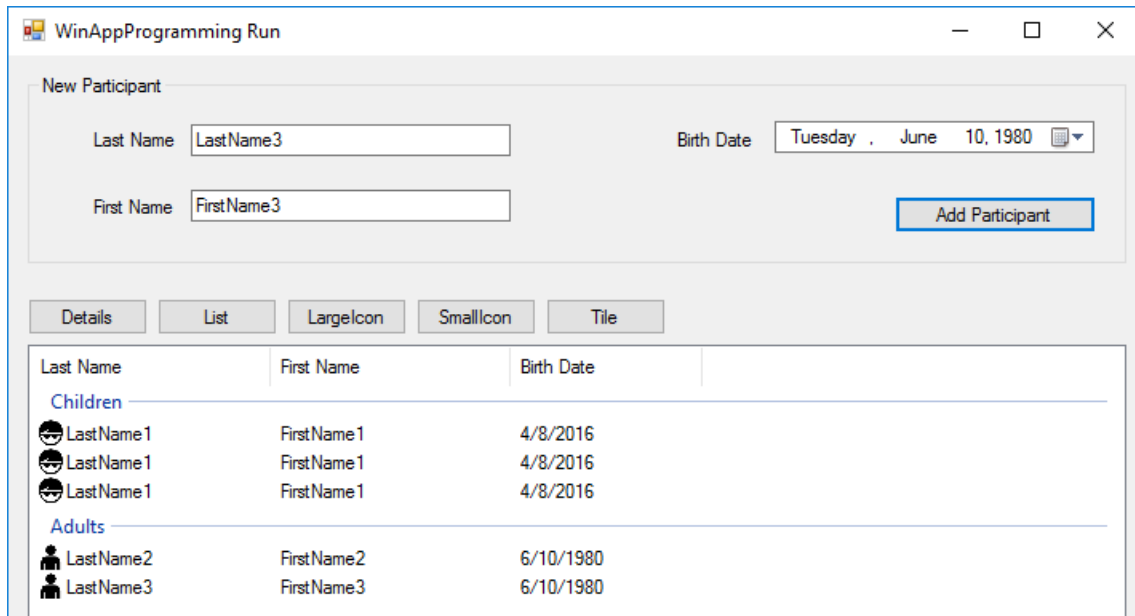 WinAppProgramming Run
New Participant
Last Name LastName3 Birth Date Tuesday , June 10, 1980
First Name FirstName3 Add Participant
Details List LargeIcon SmallIcon Tile
Last Name First Name Birth Date
Children
LastName1 FirstName1 4/8/2016
LastName1 FirstName1 4/8/2016
LastName1 FirstName1 4/8/2016
Adults
LastName2 FirstName2 6/10/1980
LastName3 FirstName3 6/10/1980